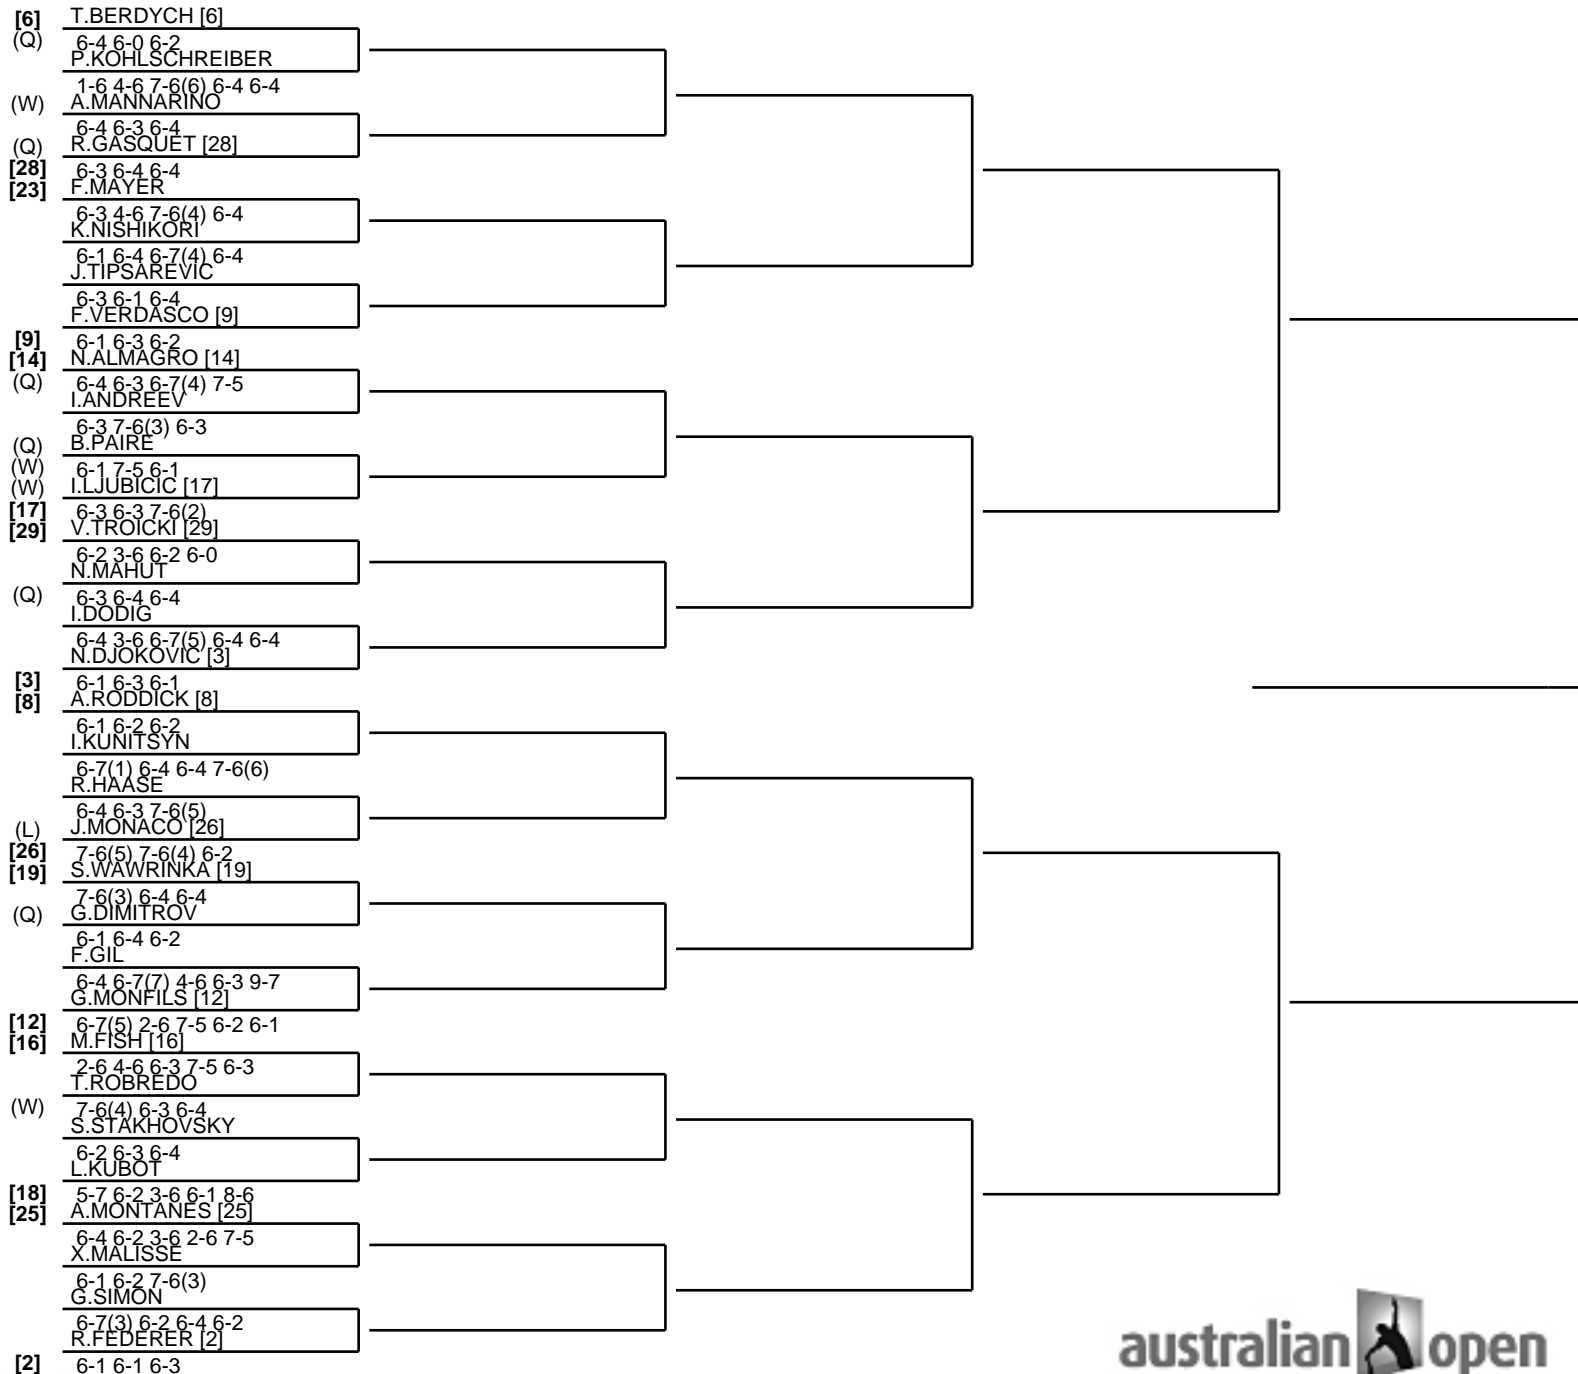 [6] T.BERDYCH [6]
(Q) 6-4 6-0 6-2
P.KOHLSCHREIBER
1-6 4-6 7-6(6) 6-4 6-4
(W) A.MANNARINO
6-4 6-3 6-4
(Q) R.GASQUET [28]
[28] 6-3 6-4 6-4
[23] F.MAYER
6-3 4-6 7-6(4) 6-4
K.NISHIKORI
6-1 6-4 6-7(4) 6-4
J.TIPSAREVIC
6-3 6-1 6-4
F.VERDASCO [9]
[9] 6-1 6-3 6-2
[14] N.ALMAGRO [14]
(Q) 6-4 6-3 6-7(4) 7-5
I.ANDREEV
6-3 7-6(3) 6-3
(Q) B.PAIRE
(W) 6-1 7-5 6-1
(W) I.LJUBICIC [17]
[17] 6-3 6-3 7-6(2)
[29] V.TROICKI [29]
6-2 3-6 6-2 6-0
N.MAHUT
(Q) 6-3 6-4 6-4
I.DODIG
6-4 3-6 6-7(5) 6-4 6-4
N.DJOKOVIC [3]
[3] 6-1 6-3 6-1
[8] A.RODDICK [8]
6-1 6-2 6-2
I.KUNITSYN
6-7(1) 6-4 6-4 7-6(6)
R.HAASE
6-4 6-3 7-6(5)
(L) J.MONACO [26]
[26] 7-6(5) 7-6(4) 6-2
[19] S.WAWRINKA [19]
7-6(3) 6-4 6-4
(Q) G.DIMITROV
6-1 6-4 6-2
F.GIL
6-4 6-7(7) 4-6 6-3 9-7
G.MONFILS [12]
[12] 6-7(5) 2-6 7-5 6-2 6-1
[16] M.FISH [16]
2-6 4-6 6-3 7-5 6-3
T.ROBREDO
(W) 7-6(4) 6-3 6-4
S.STAKHOVSKY
6-2 6-3 6-4
L.KUBOT
[18] 5-7 6-2 3-6 6-1 8-6
[25] A.MONTANES [25]
6-4 6-2 3-6 2-6 7-5
X.MALISSE
6-1 6-2 7-6(3)
G.SIMON
6-7(3) 6-2 6-4 6-2
R.FEDERER [2]
[2] 6-1 6-1 6-3
australian open